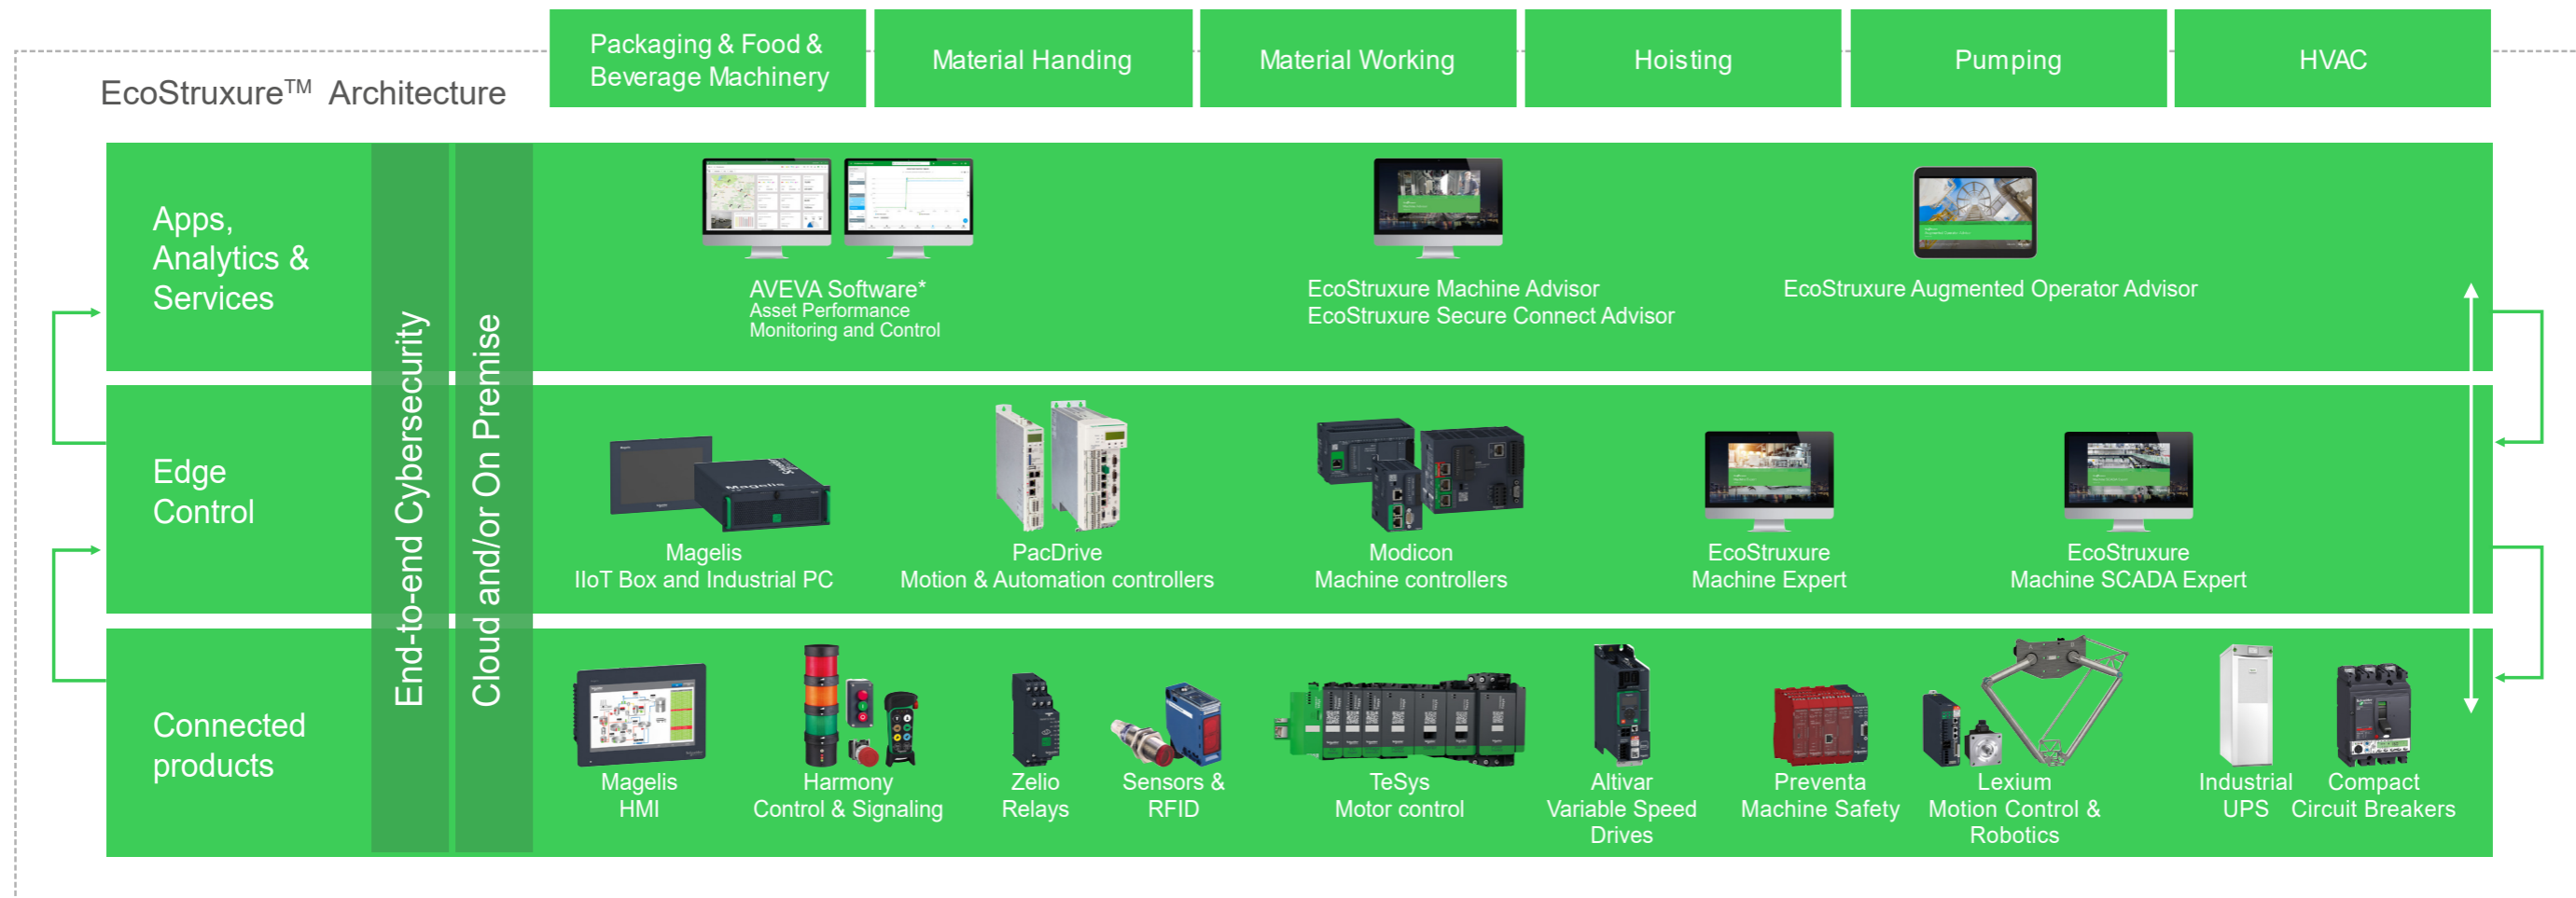 EcoStruxure™ Architecture
Packaging & Food &
Beverage Machinery
Material Handing
Material Working
Hoisting
Pumping
HVAC
Apps,
Analytics &
Services
End-to-end Cybersecurity
Cloud and/or On Premise
AVEVA Software*
Asset Performance
Monitoring and Control
EcoStruxure Machine Advisor
EcoStruxure Secure Connect Advisor
EcoStruxure Augmented Operator Advisor
Edge
Control
Magelis
Magelis
IIoT Box and Industrial PC
PacDrive
Motion & Automation controllers
Modicon
Machine controllers
EcoStruxure
Machine Expert
EcoStruxure
Machine SCADA Expert
Connected
products
Magelis
HMI
Harmony
Control & Signaling
Zelio
Relays
Sensors &
RFID
TeSys
Motor control
Altivar
Variable Speed
Drives
Preventa
Machine Safety
Lexium
Motion Control &
Robotics
Industrial
UPS
Compact
Circuit Breakers